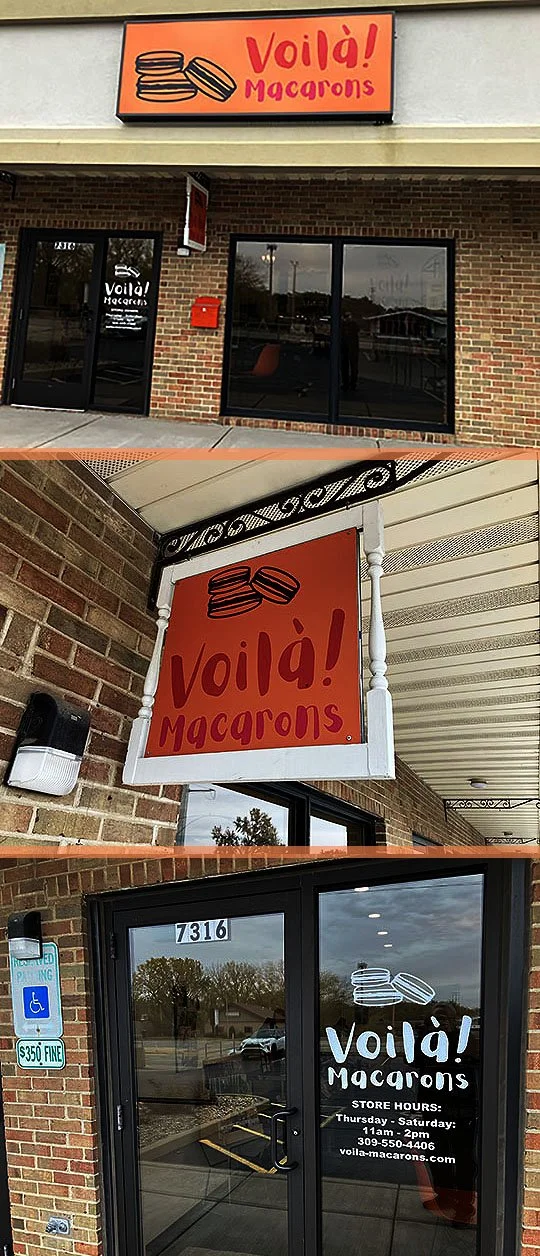 Voilà!
Macarons
7316
Voilà!
Macarons
Voilà!
Macarons
7316
RESERVED
PARKING
$350 FINE
Voilà!
Macarons
STORE HOURS:
Thursday - Saturday:
11am - 2pm
309-550-4406
voila-macarons.com